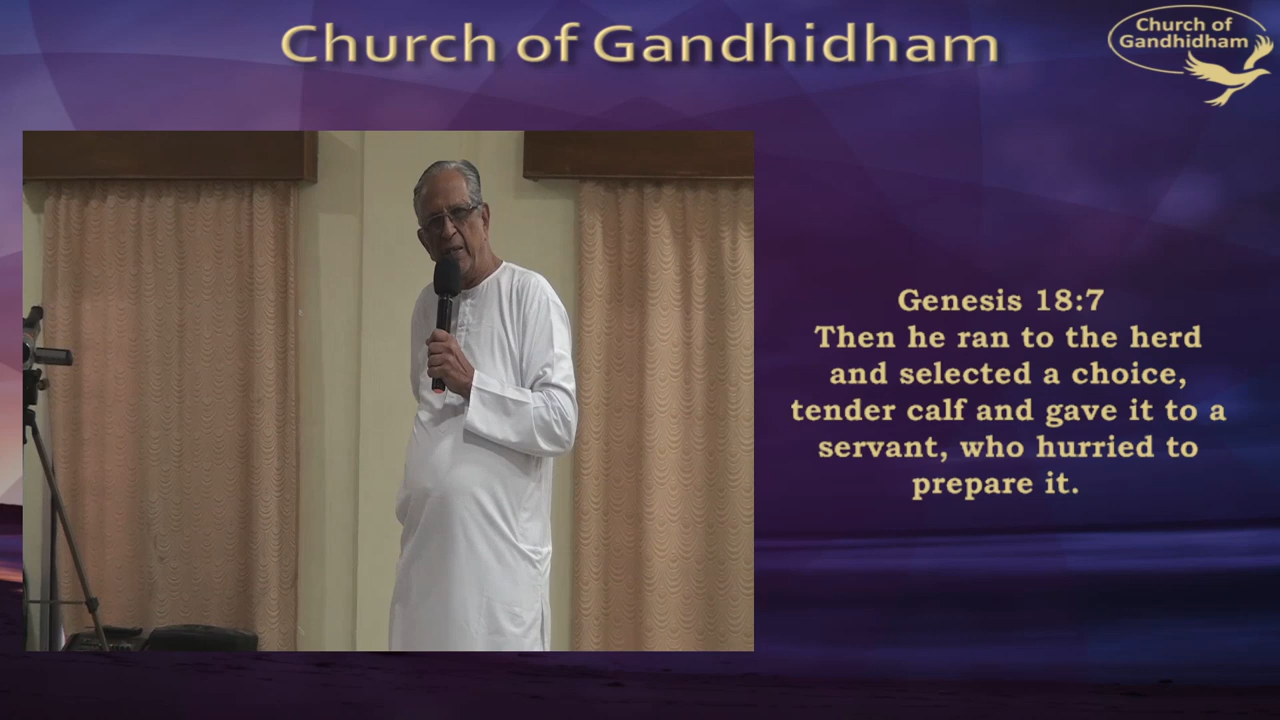 Church of Gandhidham
Church of
Gandhidham
Genesis 18:7
Then he ran to the herd
and selected a choice,
tender calf and gave it to a
servant, who hurried to
prepare it.